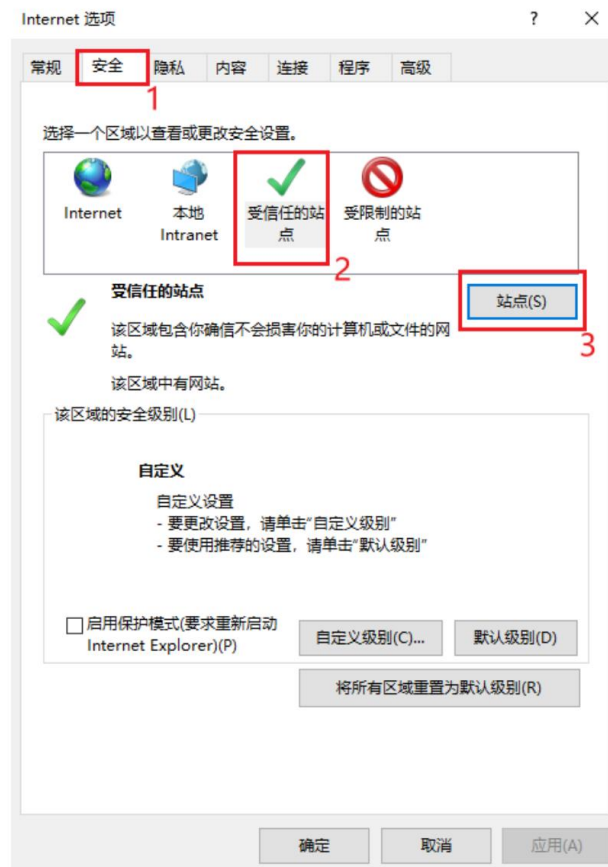 Internet 选项
?
×
常规 安全 隐私 内容 连接 程序 高级
1
选择一个区域以查看或更改安全设置。
Internet
本地
Intranet
受信任的站
点
受限制的站
点
2
受信任的站点
站点(S)
3
该区域包含你确信不会损害你的计算机或文件的网
站。
该区域中有网站。
该区域的安全级别(L)
自定义
自定义设置
- 要更改设置，请单击“自定义级别”
- 要使用推荐的设置，请单击“默认级别”
启用保护模式(要求重新启动
Internet Explorer)(P)
自定义级别(C)...
默认级别(D)
将所有区域重置为默认级别(R)
确定
取消
应用(A)